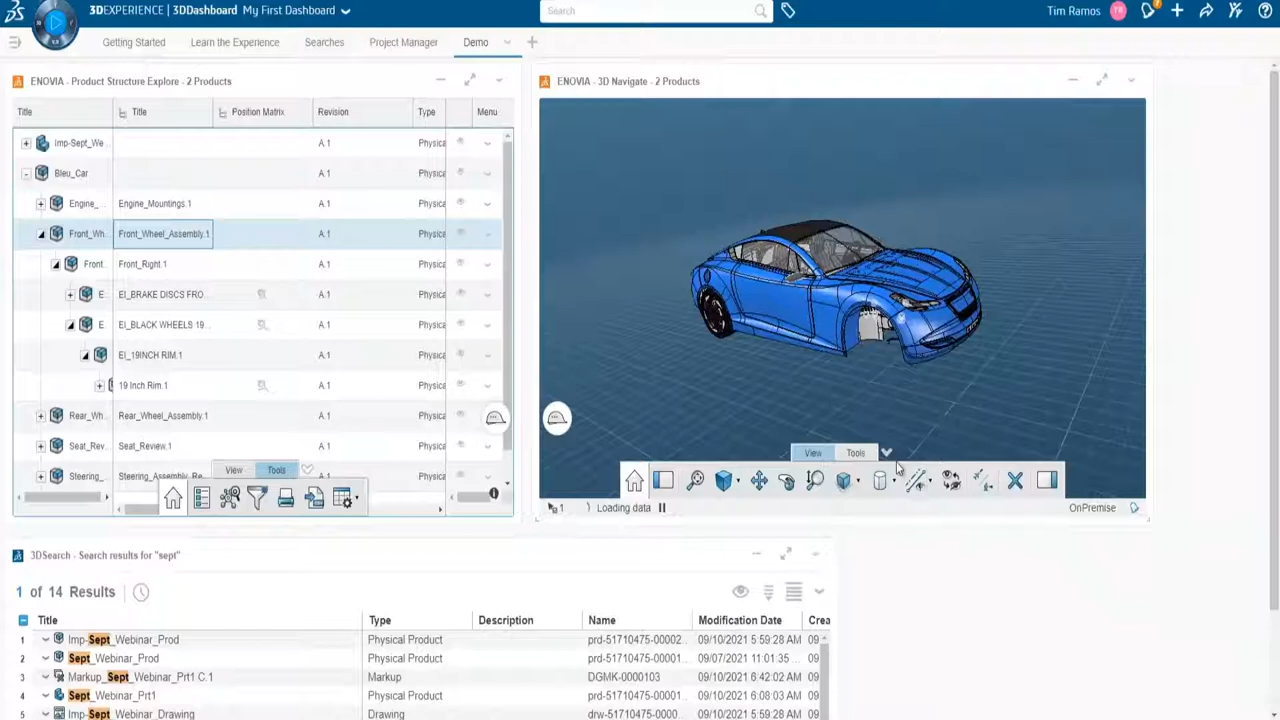 3DEXPERIENCE | 3DDashboard My First Dashboard
Search
Tim Ramos
TR
Getting Started
Learn the Experience
Searches
Project Manager
Demo
ENOVIA - Product Structure Explore - 2 Products
Title Title Position Matrix Revision Type Menu
Imp-Sept_We... A.1 Physica
Bleu_Car A.1 Physica
Engine_... Engine_Mountings.1 A.1 Physica
Front_Wh... Front_Wheel_Assembly.1 A.1 Physica
Front... Front_Right.1 A.1 Physica
E EI_BRAKE DISCS FRO... A.1 Physica
E EI_BLACK WHEELS 19... A.1 Physica
EI_19INCH RIM.1 A.1 Physica
19 Inch Rim.1 A.1 Physica
Rear_Wh... Rear_Wheel_Assembly.1 A.1 Physica
Seat_Rev... Seat_Review.1 A.1 Physica
Steering_... Steering_Assembly_Re... A.1 Physica
View Tools
ENOVIA - 3D Navigate - 2 Products
View Tools
1 Loading data
OnPremise
3DSearch - Search results for "sept"
1 of 14 Results
Title Type Description Name Modification Date Crea
1 Imp-Sept_Webinar_Prod Physical Product prd-51710475-00002... 09/10/2021 5:59:28 AM 09
2 Sept_Webinar_Prod Physical Product prd-51710475-00001... 09/07/2021 11:01:35 ... 09
3 Markup_Sept_Webinar_Prt1 C.1 Markup DGMK-0000103 09/10/2021 6:42:02 AM 09
4 Sept_Webinar_Prt1 Physical Product prd-51710475-00001... 09/10/2021 6:08:03 AM 09
5 Imp-Sept_Webinar_Drawing Drawing drw-51710475-0000... 09/10/2021 5:59:28 AM 09